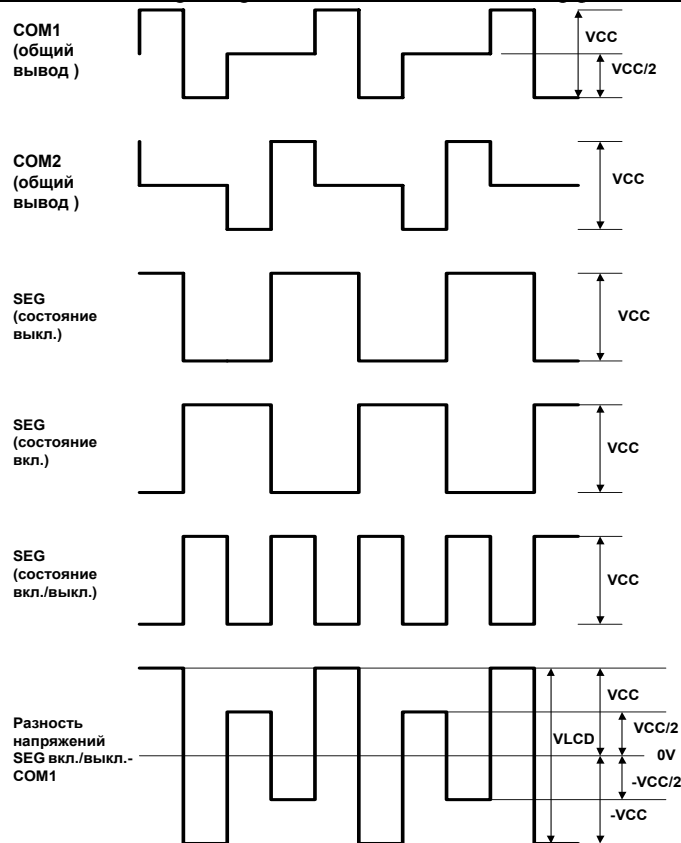 COM1
(общий
вывод )
VCC
VCC/2
COM2
(общий
вывод )
VCC
SEG
(состояние
выкл.)
VCC
SEG
(состояние
вкл.)
VCC
SEG
(состояние
вкл./выкл.)
VCC
Разность
напряжений
SEG вкл./выкл.-
COM1
VLCD
VCC
VCC/2
0V
-VCC/2
-VCC